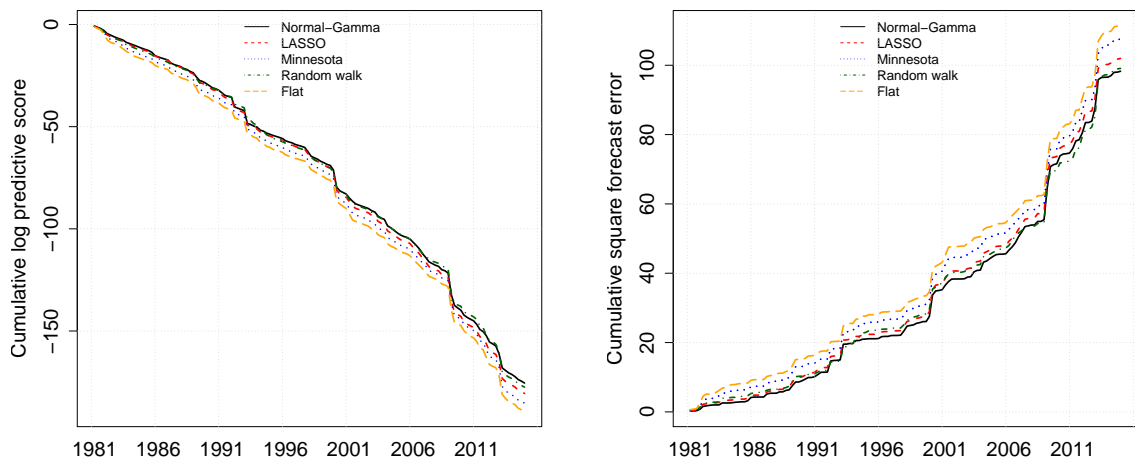 Cumulative log predictive score
0
−50
−100
−150
1981 1986 1991 1996 2001 2006 2011
Normal−Gamma
LASSO
Minnesota
Random walk
Flat
Cumulative square forecast error
100
80
60
40
20
0
1981 1986 1991 1996 2001 2006 2011
Normal−Gamma
LASSO
Minnesota
Random walk
Flat